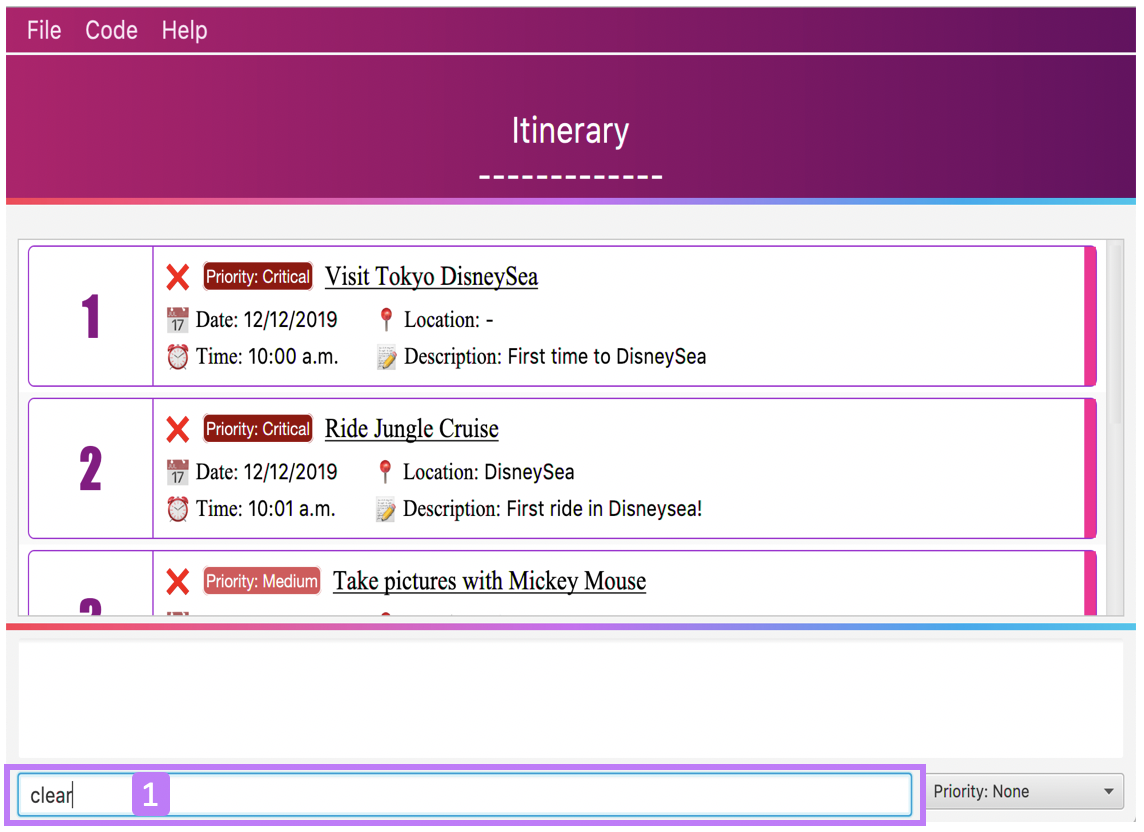 File Code Help
Itinerary
-------------
1
Priority: Critical Visit Tokyo DisneySea
17 Date: 12/12/2019 Location: -
Time: 10:00 a.m. Description: First time to DisneySea
2
Priority: Critical Ride Jungle Cruise
17 Date: 12/12/2019 Location: DisneySea
Time: 10:01 a.m. Description: First ride in Disneysea!
Priority: Medium Take pictures with Mickey Mouse
clear 1 Priority: None